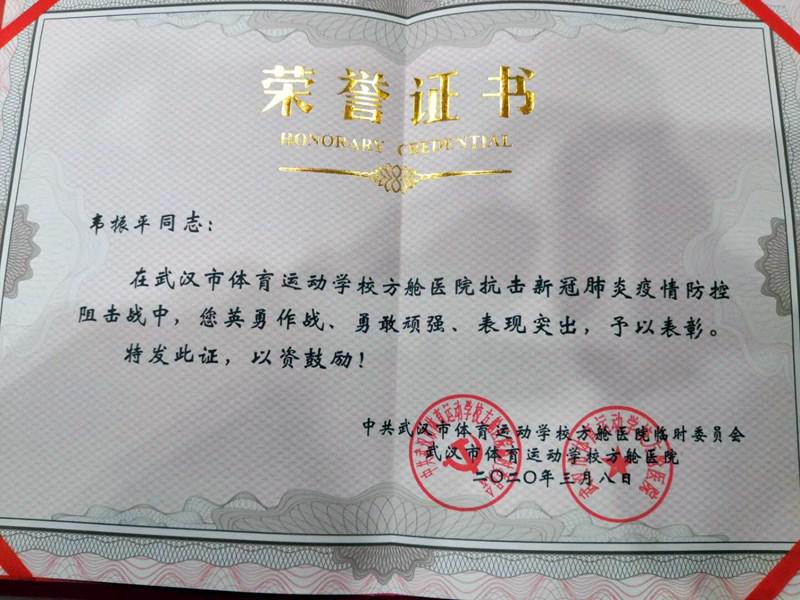 荣誉证书
HONORARY CREDENTIAL
韦振平同志：
在武汉市体育运动学校方舱医院抗击新冠肺炎疫情防控
阻击战中，您英勇作战、勇敢顽强、表现突出，予以表彰。
特发此证，以资鼓励！
中共武汉市体育运动学校方舱医院临时委员会
武汉市体育运动学校方舱医院
二〇二〇年三月八日